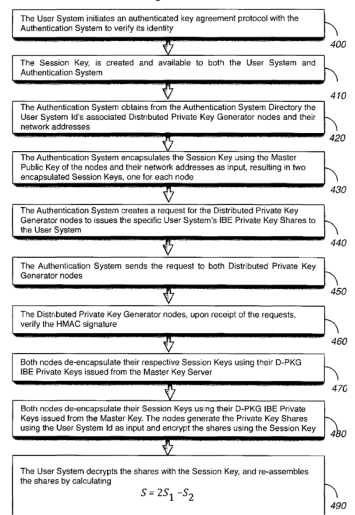 The User System initiates an authenticated key agreement protocol with the
Authentication System to verify its identity
400
The Session Key, is created and available to both the User System and
Authentication System
410
The Authentication System obtains from the Authentication System Directory the
User System Id's associated Distributed Private Key Generator nodes and their
network addresses
420
The Authentication System encapsulates the Session Key using the Master
Public Key of the nodes and their network addresses as input, resulting in two
encapsulated Session Keys, one for each node
430
The Authentication System creates a request for the Distributed Private Key
Generator nodes to issues the specific User System's IBE Private Key Shares to
the User System
440
The Authentication System sends the request to both Distributed Private Key
Generator nodes
450
The Distributed Private Key Generator nodes, upon receipt of the requests,
verify the HMAC signature
460
Both nodes de-encapsulate their respective Session Keys using their D-PKG
IBE Private Keys issued from the Master Key Server
470
Both nodes de-encapsulate their Session Keys using their D-PKG IBE Private
Keys issued from the Master Key. The nodes generate the Private Key Shares
using the User System Id as input and encrypt the shares using the Session Key
480
The User System decrypts the shares with the Session Key, and re-assembles
the shares by calculating
S = 2S₁ -S₂
490